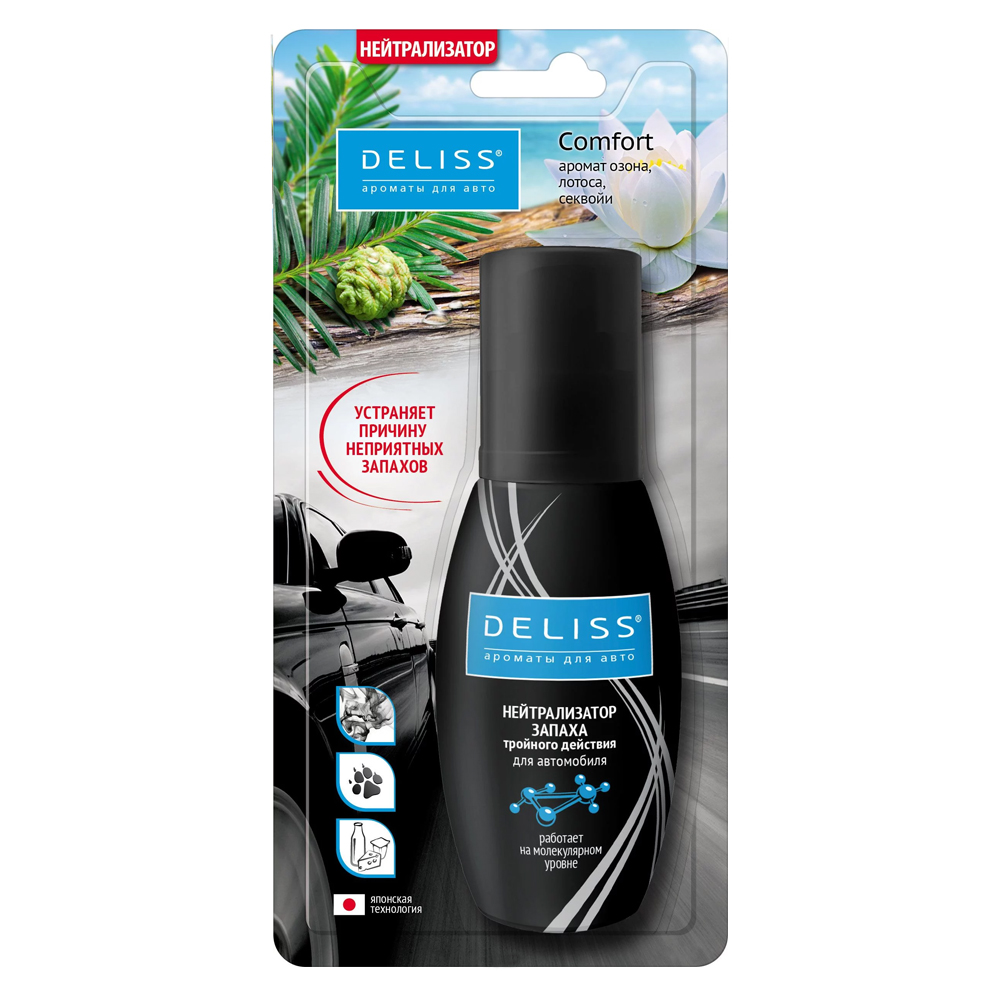 НЕЙТРАЛИЗАТОР
DELISS®
ароматы для авто
Comfort
аромат озона,
лотоса,
секвойи
УСТРАНЯЕТ
ПРИЧИНУ
НЕПРИЯТНЫХ
ЗАПАХОВ
DELISS®
ароматы для авто
НЕЙТРАЛИЗАТОР
ЗАПАХА
тройного действия
для автомобиля
работает
на молекулярном
уровне
японская
технология